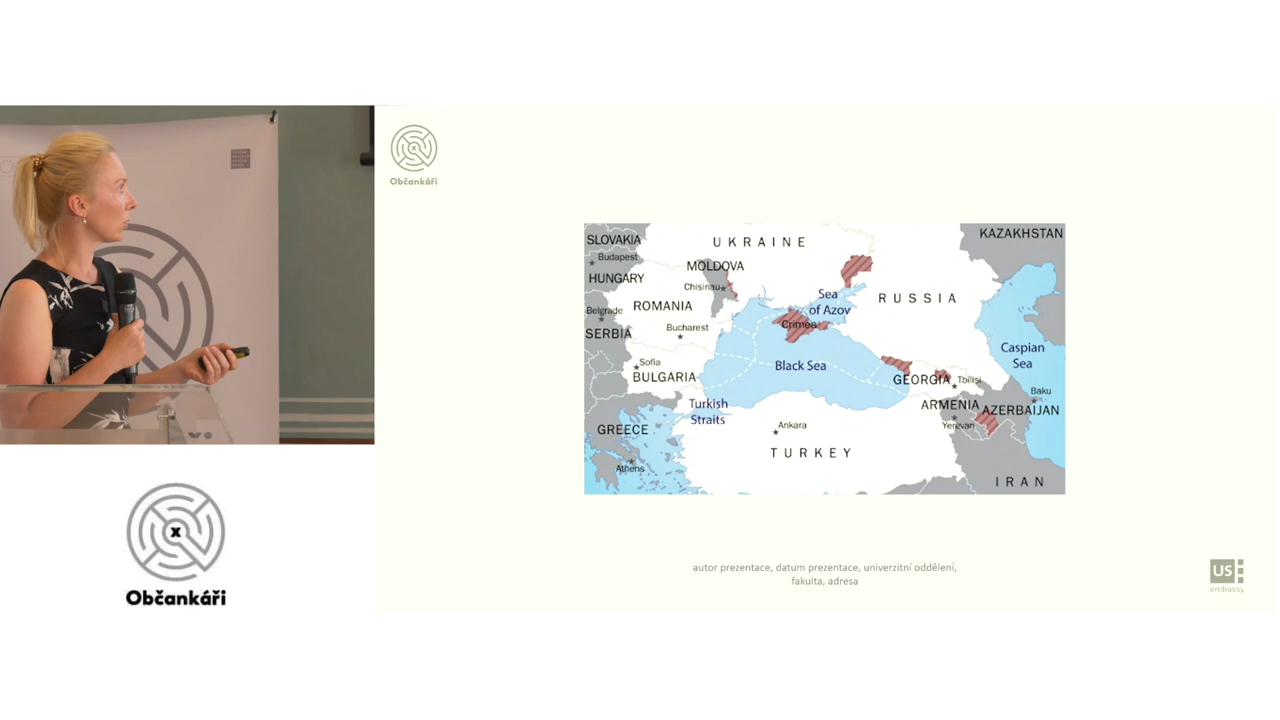 Občankáři
SLOVAKIA
Budapest
HUNGARY
Belgrade
SERBIA
UKRAINE
MOLDOVA
Chisinau
ROMANIA
Bucharest
Sofia
BULGARIA
Sea
of Azov
Crimea
RUSSIA
KAZAKHSTAN
Caspian
Sea
Black Sea
GEORGIA
Tbilisi
Baku
ARMENIA
AZERBAIJAN
Yerevan
Turkish
Straits
GREECE
Athens
Ankara
TURKEY
IRAN
x
Občankáři
autor prezentace, datum prezentace, univerzitní oddělení,
fakulta, adresa
US
embassy